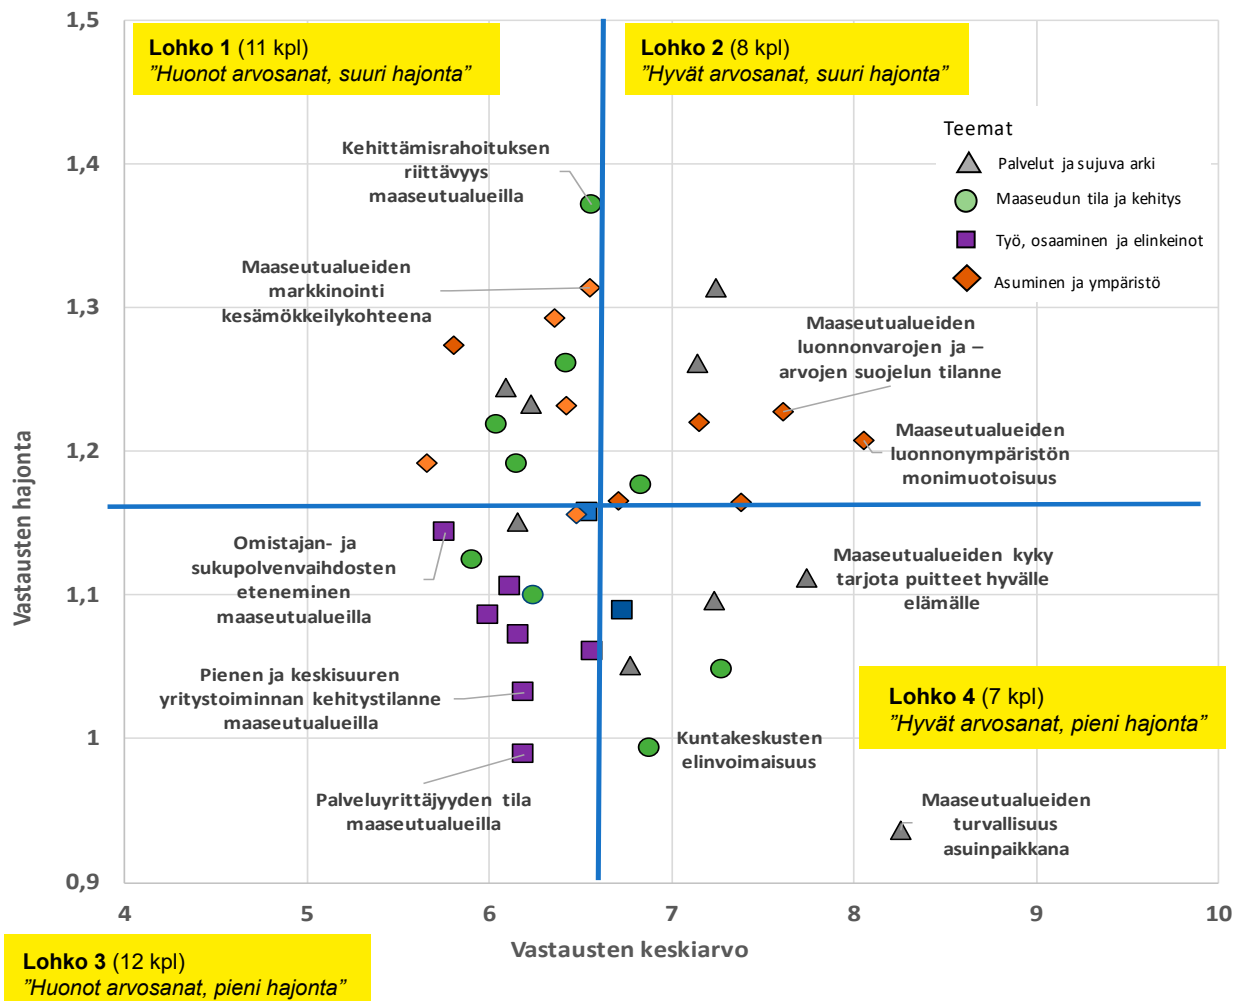 Lohko 1 (11 kpl)
"Huonot arvosanat, suuri hajonta"
Lohko 2 (8 kpl)
"Hyvät arvosanat, suuri hajonta"
Teemat
Palvelut ja sujuva arki
Maaseudun tila ja kehitys
Työ, osaaminen ja elinkeinot
Asuminen ja ympäristö
Kehittämisrahoituksen
riittävyys
maaseutualueilla
Maaseutualueiden
markkinointi
kesämökkeilykohteena
Maaseutualueiden
luonnonvarojen ja –
arvojen suojelun tilanne
Maaseutualueiden
luonnonympäristön
monimuotoisuus
Omistajan- ja
sukupolvenvaihdosten
eteneminen
maaseutualueilla
Maaseutualueiden kyky
tarjota puitteet hyvälle
elämälle
Pienen ja keskisuuren
yritystoiminnan kehitystilanne
maaseutualueilla
Lohko 4 (7 kpl)
"Hyvät arvosanat, pieni hajonta"
Kuntakeskusten
elinvoimaisuus
Palveluyrittäjyyden tila
maaseutualueilla
Maaseutualueiden
turvallisuus
asuinpaikkana
1,5
1,4
1,3
1,2
1,1
1
0,9
Vastausten hajonta
4 5 6 7 8 9 10
Vastausten keskiarvo
Lohko 3 (12 kpl)
"Huonot arvosanat, pieni hajonta"